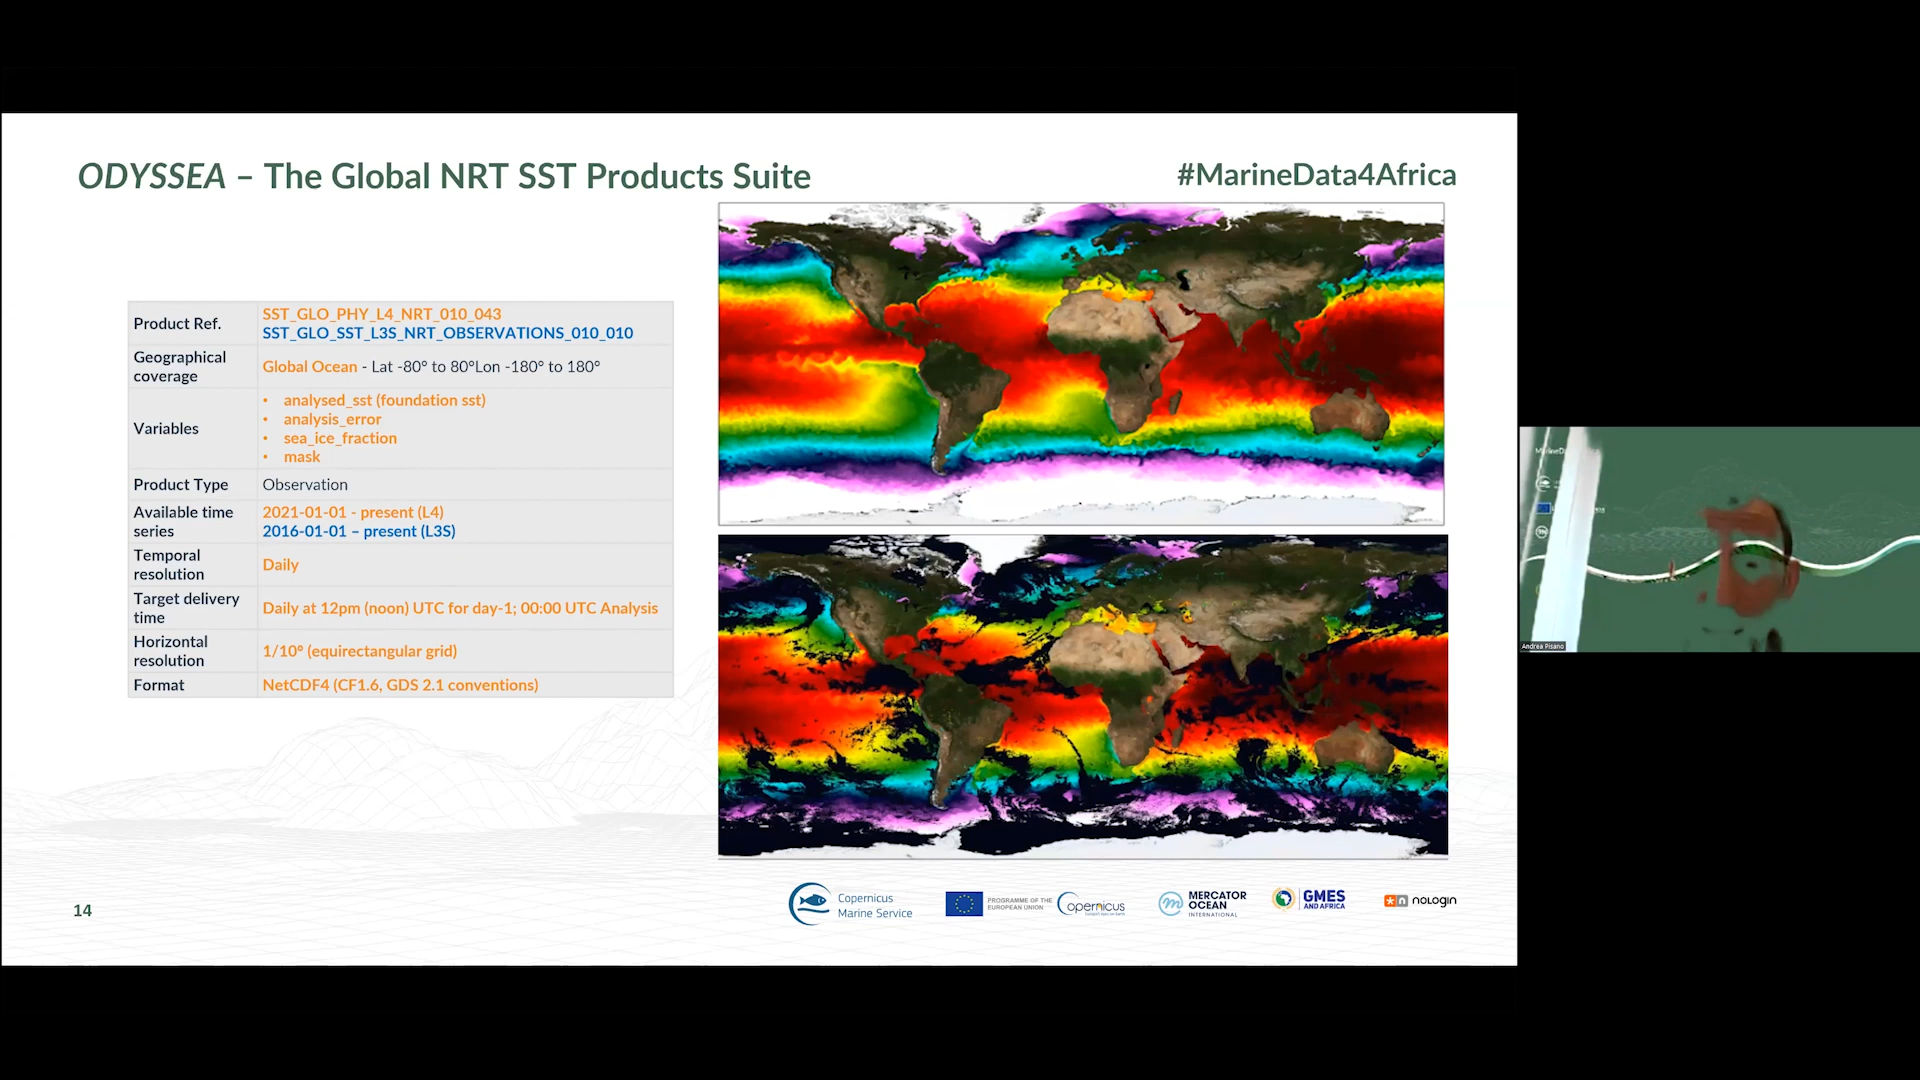 ODYSSEA – The Global NRT SST Products Suite
#MarineData4Africa
Product Ref.
SST_GLO_PHY_L4_NRT_010_043
SST_GLO_SST_L3S_NRT_OBSERVATIONS_010_010
Geographical
coverage
Global Ocean - Lat -80° to 80°Lon -180° to 180°
Variables
• analysed_sst (foundation sst)
• analysis_error
• sea_ice_fraction
• mask
Product Type
Observation
Available time
series
2021-01-01 - present (L4)
2016-01-01 – present (L3S)
Temporal
resolution
Daily
Target delivery
time
Daily at 12pm (noon) UTC for day-1; 00:00 UTC Analysis
Horizontal
resolution
1/10° (equirectangular grid)
Format
NetCDF4 (CF1.6, GDS 2.1 conventions)
14
Copernicus
Marine Service
PROGRAMME OF THE
EUROPEAN UNION
opernicus
MERCATOR
OCEAN
INTERNATIONAL
GMES
AND AFRICA
nologin
Andrea Pisano